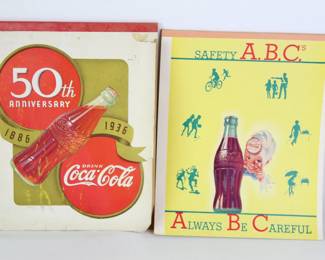 50th
ANNIVERSARY
1886 1936
DRINK
Coca-Cola
SAFETY A.B.C's
ALWAYS BE CAREFUL